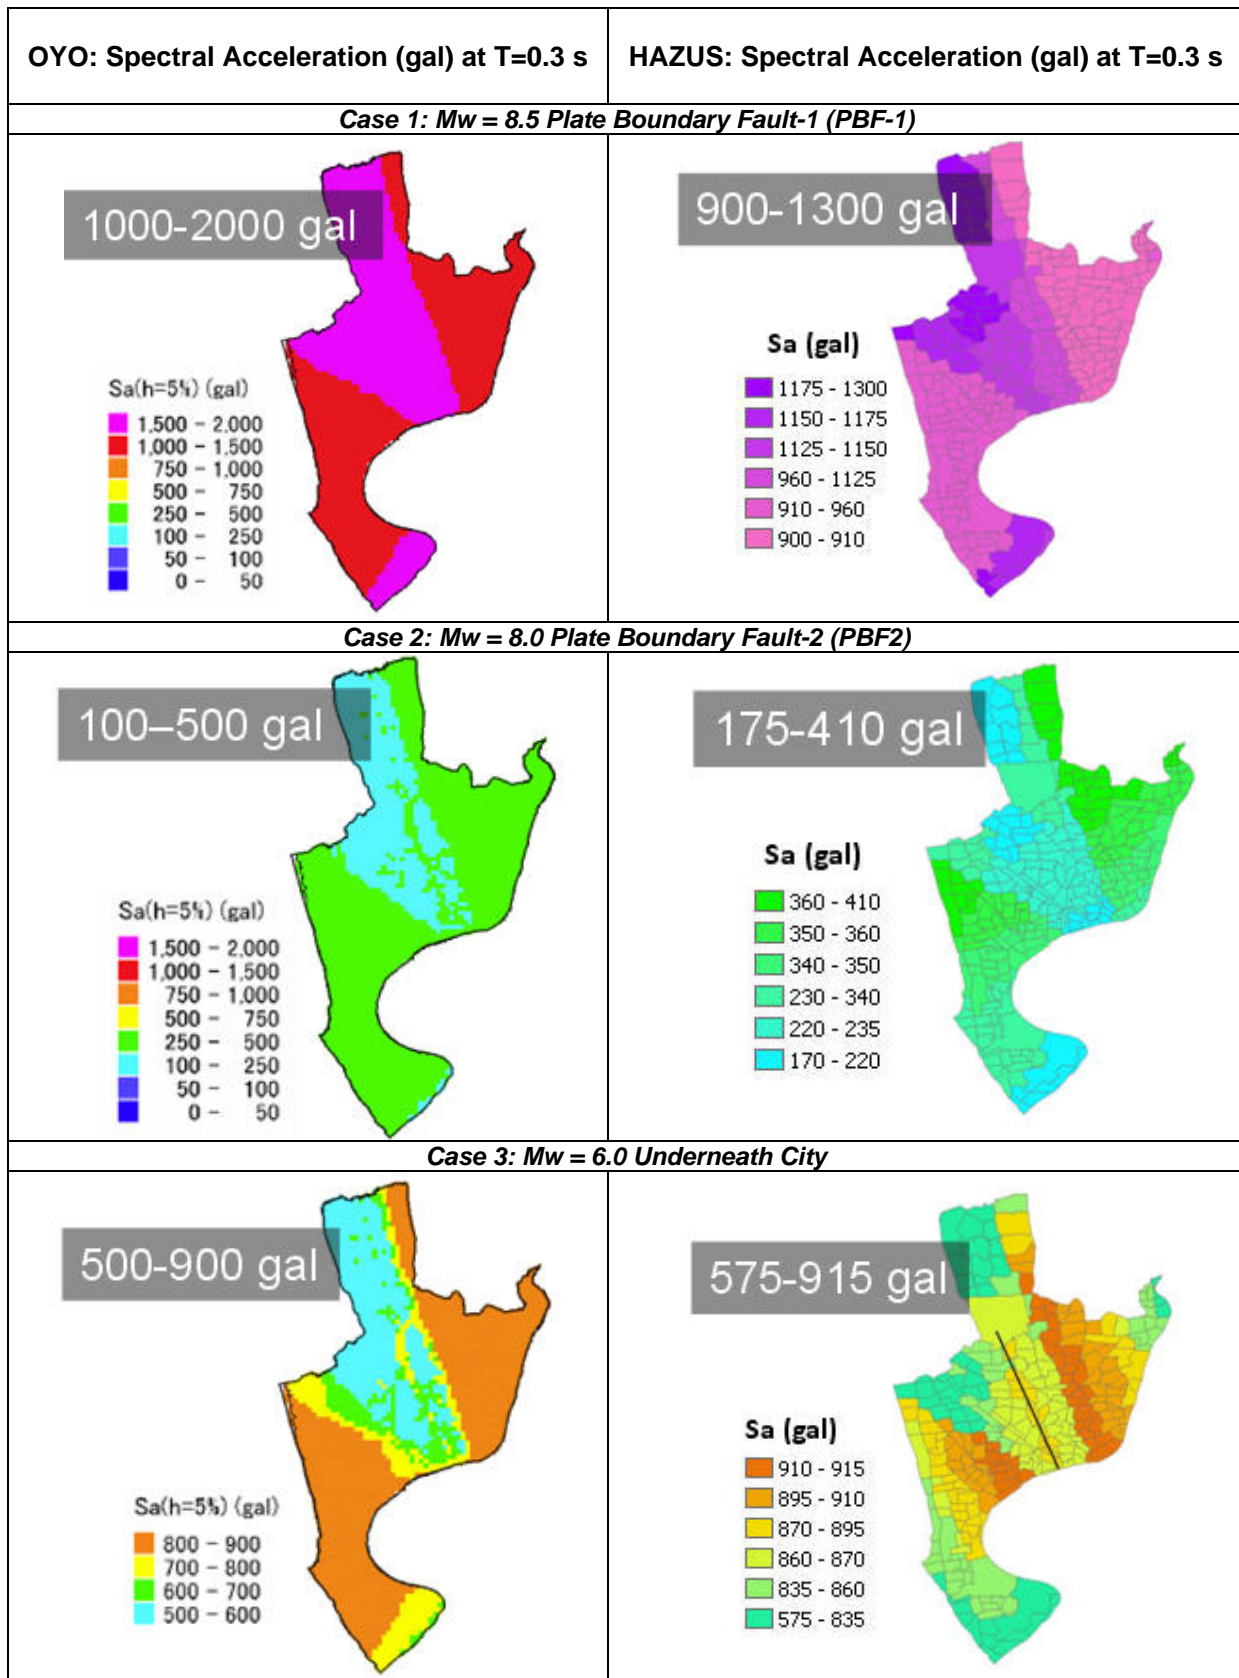 OYO: Spectral Acceleration (gal) at T=0.3 s
HAZUS: Spectral Acceleration (gal) at T=0.3 s
Case 1: Mw = 8.5 Plate Boundary Fault-1 (PBF-1)
1000-2000 gal
Sa(h=5%) (gal)
1,500 - 2,000
1,000 - 1,500
750 - 1,000
500 - 750
250 - 500
100 - 250
50 - 100
0 - 50
900-1300 gal
Sa (gal)
1175 - 1300
1150 - 1175
1125 - 1150
960 - 1125
910 - 960
900 - 910
Case 2: Mw = 8.0 Plate Boundary Fault-2 (PBF2)
100–500 gal
Sa(h=5%) (gal)
1,500 - 2,000
1,000 - 1,500
750 - 1,000
500 - 750
250 - 500
100 - 250
50 - 100
0 - 50
175-410 gal
Sa (gal)
360 - 410
350 - 360
340 - 350
230 - 340
220 - 235
170 - 220
Case 3: Mw = 6.0 Underneath City
500-900 gal
Sa(h=5%) (gal)
800 - 900
700 - 800
600 - 700
500 - 600
575-915 gal
Sa (gal)
910 - 915
895 - 910
870 - 895
860 - 870
835 - 860
575 - 835